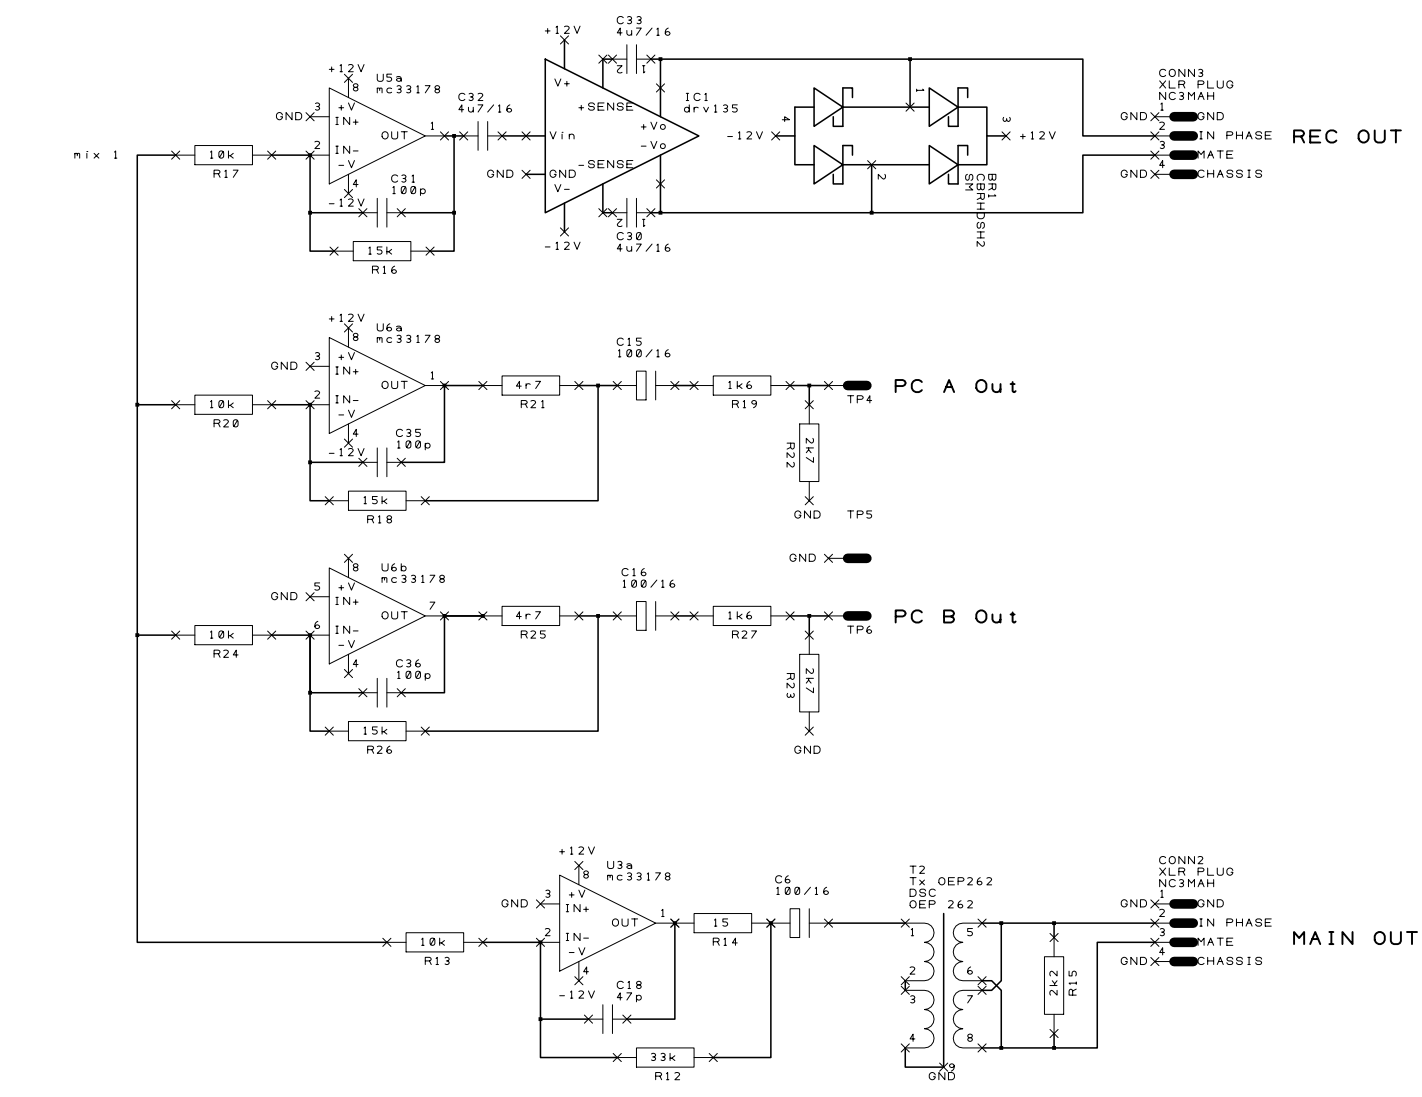 C33
4u7/16
+12V
2 1
V+
+SENSE
IC1
drv135
+Vo
-Vo
Vin
-SENSE
GND
GND
V-
-12V
2 1
C30
4u7/16
+12V
8
U5a
mc33178
GND
3
+V
IN+
OUT
1
C32
4u7/16
mix 1
10k
R17
2
IN-
-V
4
-12V
C31
100p
15k
R16
4
-12V
1
3
+12V
2
BR1
CBRHDSH2
SM
CONN3
XLR PLUG
NC3MAH
GND 1 GND
2 IN PHASE
3 MATE
GND 4 CHASSIS
REC OUT
+12V
8
U6a
mc33178
GND
3
+V
IN+
OUT
1
10k
R20
2
IN-
-V
4
-12V
C35
100p
15k
R18
4r7
R21
C15
100/16
1k6
R19
TP4
PC A Out
2k7
R22
GND
TP5
GND
8
U6b
mc33178
GND
5
+V
IN+
OUT
7
10k
R24
6
IN-
-V
4
C36
100p
15k
R26
4r7
R25
C16
100/16
1k6
R27
TP6
PC B Out
2k7
R23
GND
+12V
8
U3a
mc33178
GND
3
+V
IN+
OUT
1
10k
R13
2
IN-
-V
4
-12V
C18
47p
33k
R12
15
R14
C6
100/16
T2
Tx OEP262
DSC
OEP 262
1
2
3
4
5
6
7
8
9
GND
2k2
R15
CONN2
XLR PLUG
NC3MAH
GND 1 GND
2 IN PHASE
3 MATE
GND 4 CHASSIS
MAIN OUT